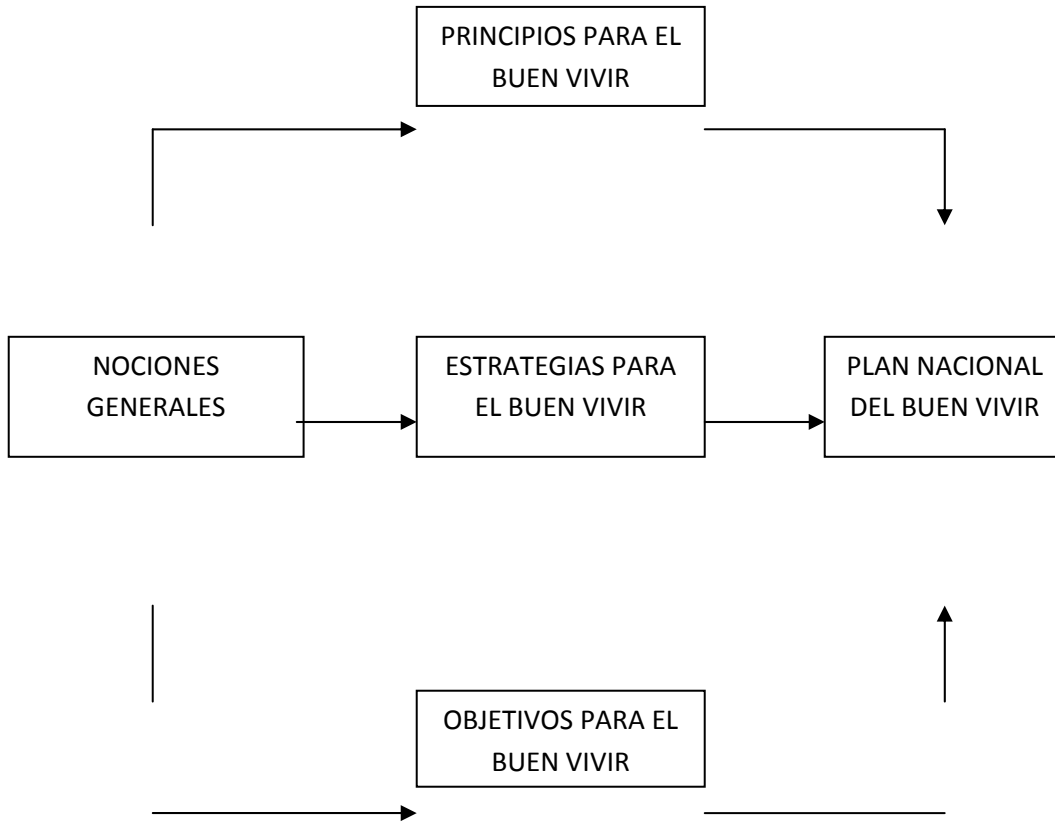 PRINCIPIOS PARA EL
BUEN VIVIR
NOCIONES
GENERALES
ESTRATEGIAS PARA
EL BUEN VIVIR
PLAN NACIONAL
DEL BUEN VIVIR
OBJETIVOS PARA EL
BUEN VIVIR